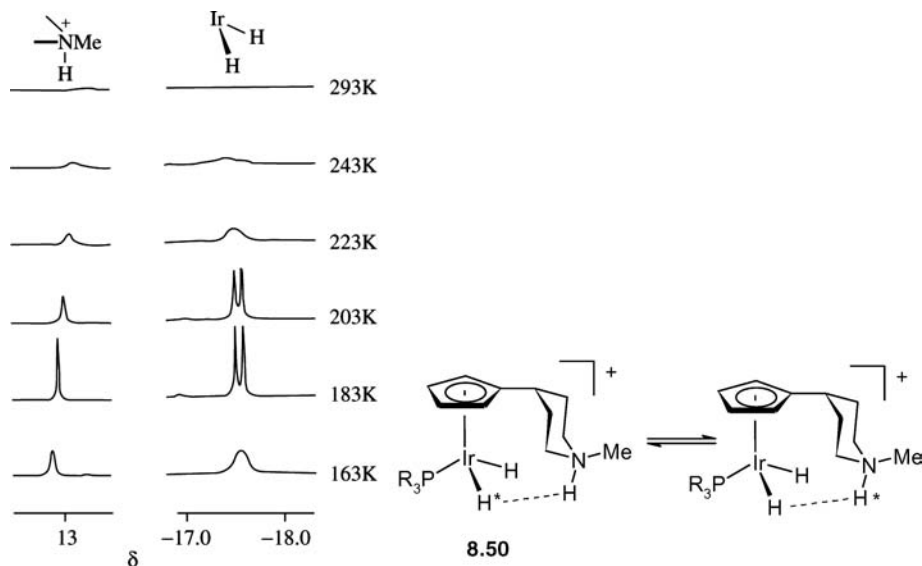 +
NMe
H
Ir
H
H
293K
243K
223K
203K
183K
163K
13
−17.0
−18.0
δ
+
Ir
R₃P
H
H*
N
Me
H
8.50
+
Ir
R₃P
H
H
N
Me
H*